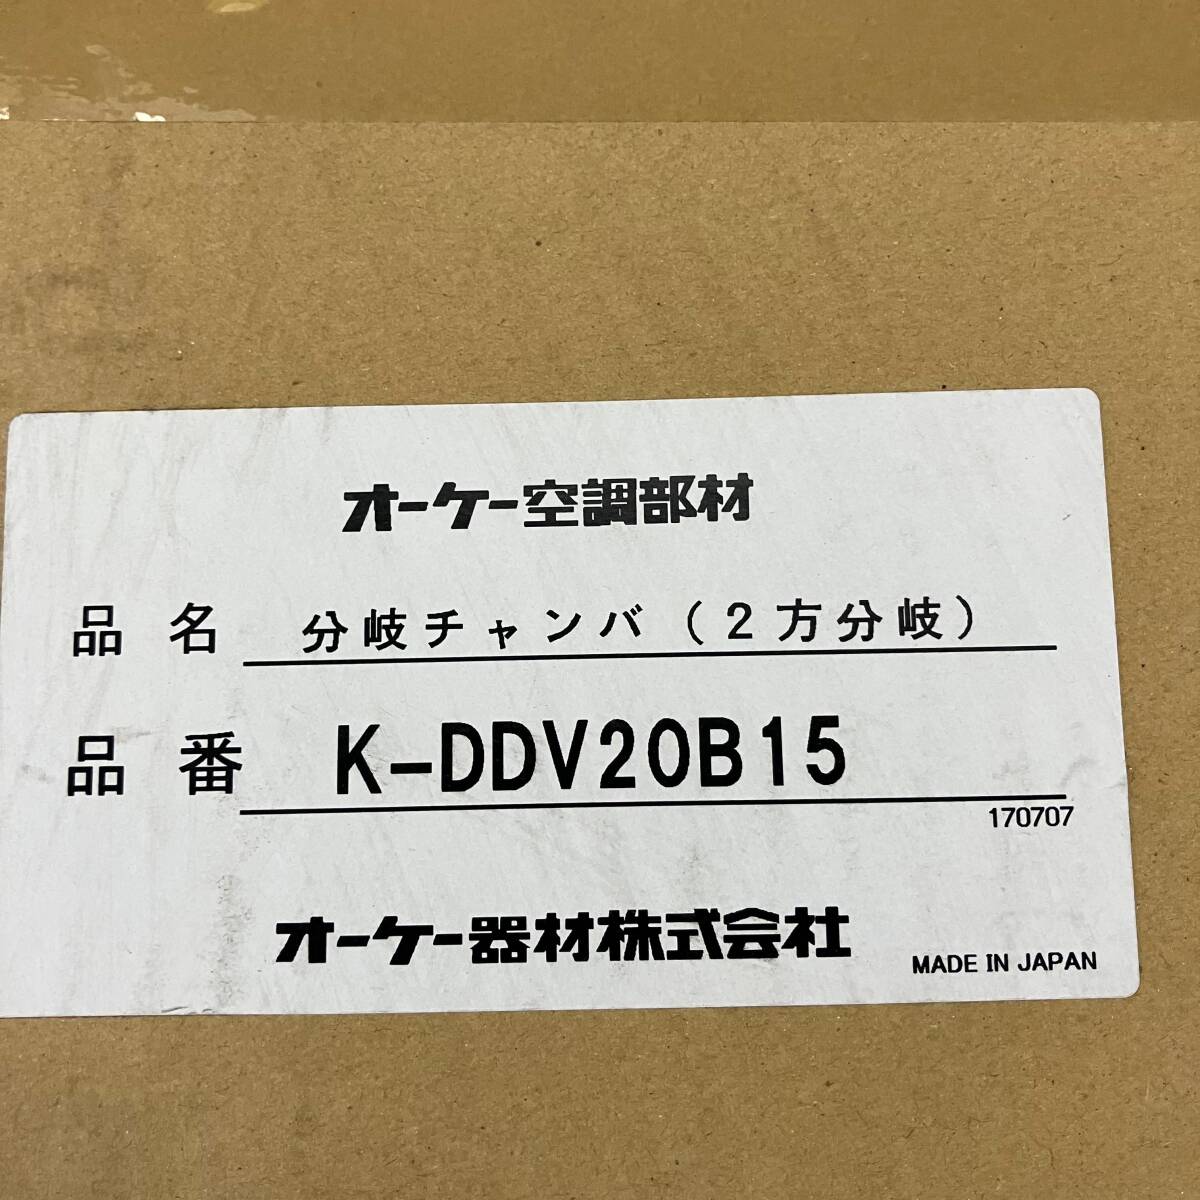 オーケー空調部材
品名 分岐チャンバ(2方分岐)
品番 K-DDV20B15
170707
オーケー器材株式会社
MADE IN JAPAN